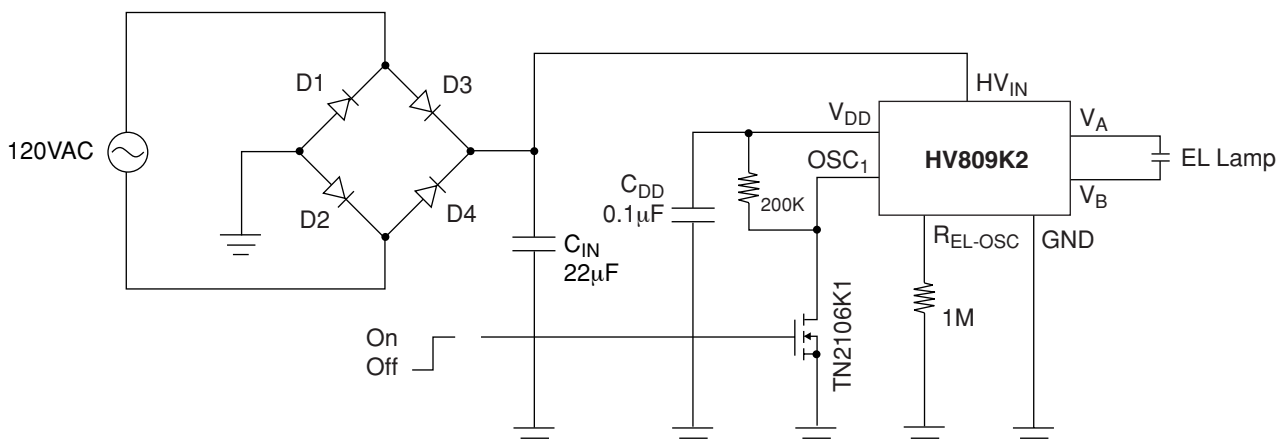 120VAC
D1
D3
D2
D4
C_IN
22μF
On
Off
C_DD
0.1μF
200K
TN2106K1
V_DD
OSC_1
HV_IN
HV809K2
V_A
V_B
EL Lamp
R_EL-OSC
GND
1M